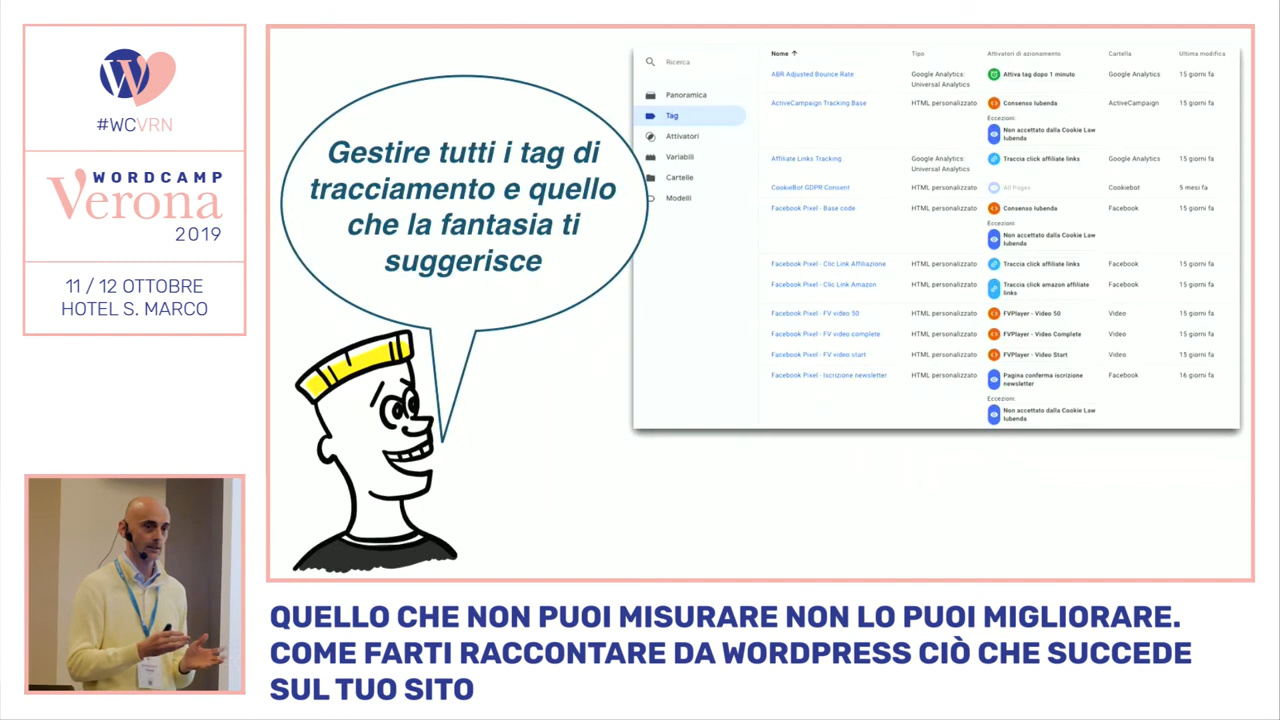 #WCVRN
WORDCAMP
Verona
2019
11 / 12 OTTOBRE
HOTEL S. MARCO
Gestire tutti i tag di
tracciamento e quello
che la fantasia ti
suggerisce
Ricerca
Panoramica
Tag
Attivatori
Variabili
Cartelle
Modelli
Nome ↑ Tipo Attivatori di azionamento Cartella Ultima modifica
ABR Adjusted Bounce Rate Google Analytics: Attiva tag dopo 1 minuto Google Analytics 15 giorni fa
Universal Analytics
ActiveCampaign Tracking Base HTML personalizzato Consenso Iubenda ActiveCampaign 15 giorni fa
Eccezioni:
Non accettato dalla Cookie Law
Iubenda
Affiliate Links Tracking Google Analytics: Traccia click affiliate links Google Analytics 15 giorni fa
Universal Analytics
CookieBot GDPR Consent HTML personalizzato All Pages Cookiebot 5 mesi fa
Facebook Pixel - Base code HTML personalizzato Consenso Iubenda Facebook 15 giorni fa
Eccezioni:
Non accettato dalla Cookie Law
Iubenda
Facebook Pixel - Clic Link Affiliazione HTML personalizzato Traccia click affiliate links Facebook 15 giorni fa
Facebook Pixel - Clic Link Amazon HTML personalizzato Traccia click amazon affiliate Facebook 15 giorni fa
links
Facebook Pixel - FV video 50 HTML personalizzato FVPlayer - Video 50 Video 15 giorni fa
Facebook Pixel - FV video complete HTML personalizzato FVPlayer - Video Complete Video 15 giorni fa
Facebook Pixel - FV video start HTML personalizzato FVPlayer - Video Start Video 15 giorni fa
Facebook Pixel - Iscrizione newsletter HTML personalizzato Pagina conferma iscrizione Facebook 16 giorni fa
newsletter
Eccezioni:
Non accettato dalla Cookie Law
Iubenda
QUELLO CHE NON PUOI MISURARE NON LO PUOI MIGLIORARE.
COME FARTI RACCONTARE DA WORDPRESS CIÒ CHE SUCCEDE
SUL TUO SITO